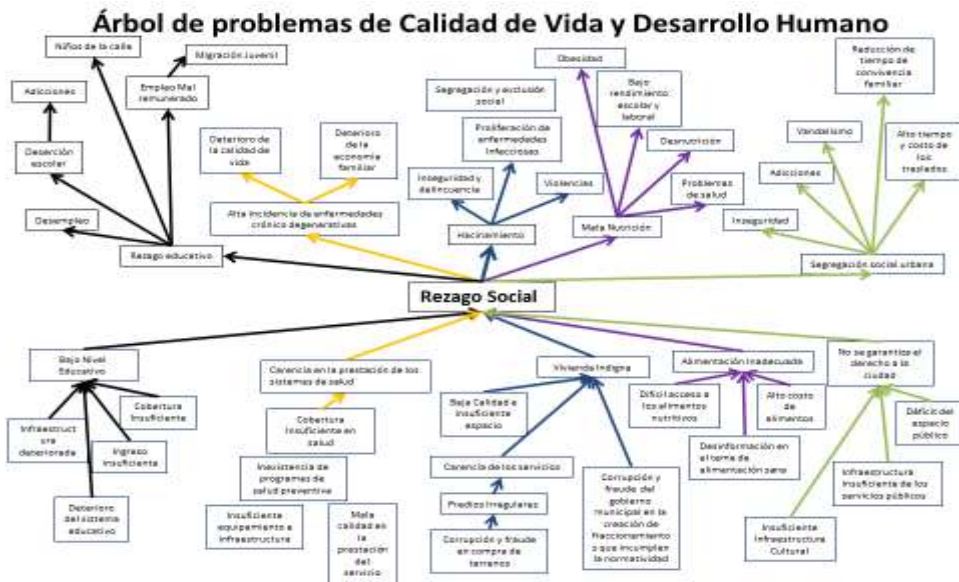 Árbol de problemas de Calidad de Vida y Desarrollo Humano
Niños de la calle
Migración Juvenil
Adicciones
Empleo Mal
remunerado
Deserción
escolar
Desempleo
Rezago educativo
Deterioro de
la calidad de
vida
Deterioro
de la
economía
familiar
Alta incidencia de enfermedades
crónico degenerativas
Segregación y exclusión
social
Proliferación de
enfermedades
Infecciosas
Inseguridad y
delincuencia
Violencias
Hacinamiento
Obesidad
Bajo
rendimiento
escolar y
laboral
Desnutrición
Problemas
de salud
Mala Nutrición
Reducción de
tiempo de
convivencia
familiar
Vandalismo
Alto tiempo
y costo de
los
traslados
Adicciones
Inseguridad
Segregación social urbana
Rezago Social
Bajo Nivel
Educativo
Cobertura
Insuficiente
Infraestruct
ura
deteriorada
Ingreso
Insuficiente
Deterioro
del sistema
educativo
Carencia en la prestación de los
sistemas de salud
Cobertura
Insuficiente en
salud
Inexistencia de
programas de
salud preventiva
Insuficiente
equipamiento e
infraestructura
Mala
calidad en
la
prestación
del
servicio
Vivienda Indigna
Baja Calidad e
insuficiente
espacio
Carencia de los servicios
Predios Irregulares
Corrupción y fraude
en compra de
terrenos
Corrupción y
fraude del
gobierno
municipal en la
creación de
fraccionamiento
s que incumplen
la normatividad
Alimentación Inadecuada
Difícil acceso a
los alimentos
nutritivos
Alto costo
de
alimentos
Desinformación en
el tema de
alimentación sana
No se garantiza el
derecho a la
ciudad
Déficit del
espacio
público
Infraestructura
Insuficiente de los
servicios públicos
Insuficiente
Infraestructura
Cultural